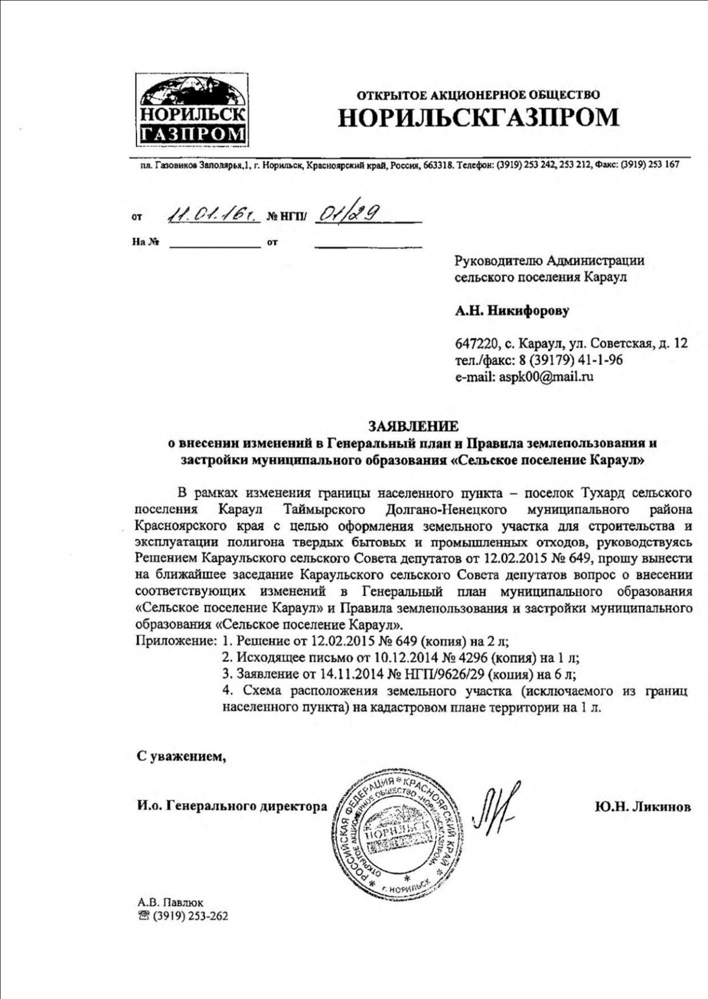 НОРИЛЬСК
ГАЗПРОМ
ОТКРЫТОЕ АКЦИОНЕРНОЕ ОБЩЕСТВО
НОРИЛЬСКГАЗПРОМ
пл. Газовиков Заполярья,1, г. Норильск, Красноярский край, Россия, 663318. Телефон: (3919) 253 242, 253 212, Факс: (3919) 253 167
от 11.01.16г. № НГП/ 01/29
На № от
Руководителю Администрации
сельского поселения Караул
А.Н. Никифорову
647220, с. Караул, ул. Советская, д. 12
тел./факс: 8 (39179) 41-1-96
e-mail: aspk00@mail.ru
ЗАЯВЛЕНИЕ
о внесении изменений в Генеральный план и Правила землепользования и
застройки муниципального образования «Сельское поселение Караул»
В рамках изменения границы населенного пункта – поселок Тухард сельского
поселения Караул Таймырского Долгано-Ненецкого муниципального района
Красноярского края с целью оформления земельного участка для строительства и
эксплуатации полигона твердых бытовых и промышленных отходов, руководствуясь
Решением Караульского сельского Совета депутатов от 12.02.2015 № 649, прошу вынести
на ближайшее заседание Караульского сельского Совета депутатов вопрос о внесении
соответствующих изменений в Генеральный план муниципального образования
«Сельское поселение Караул» и Правила землепользования и застройки муниципального
образования «Сельское поселение Караул».
Приложение: 1. Решение от 12.02.2015 № 649 (копия) на 2 л;
2. Исходящее письмо от 10.12.2014 № 4296 (копия) на 1 л;
3. Заявление от 14.11.2014 № НГП/9626/29 (копия) на 6 л;
4. Схема расположения земельного участка (исключаемого из границ
населенного пункта) на кадастровом плане территории на 1 л.
С уважением,
И.о. Генерального директора
Ю.Н. Ликинов
* РОССИЙСКАЯ ФЕДЕРАЦИЯ * КРАСНОЯРСКИЙ КРАЙ *
г. НОРИЛЬСК
ОТКРЫТОЕ АКЦИОНЕРНОЕ ОБЩЕСТВО «НОРИЛЬСКГАЗПРОМ»
*
НОРИЛЬСК
А.В. Павлюк
☏ (3919) 253-262